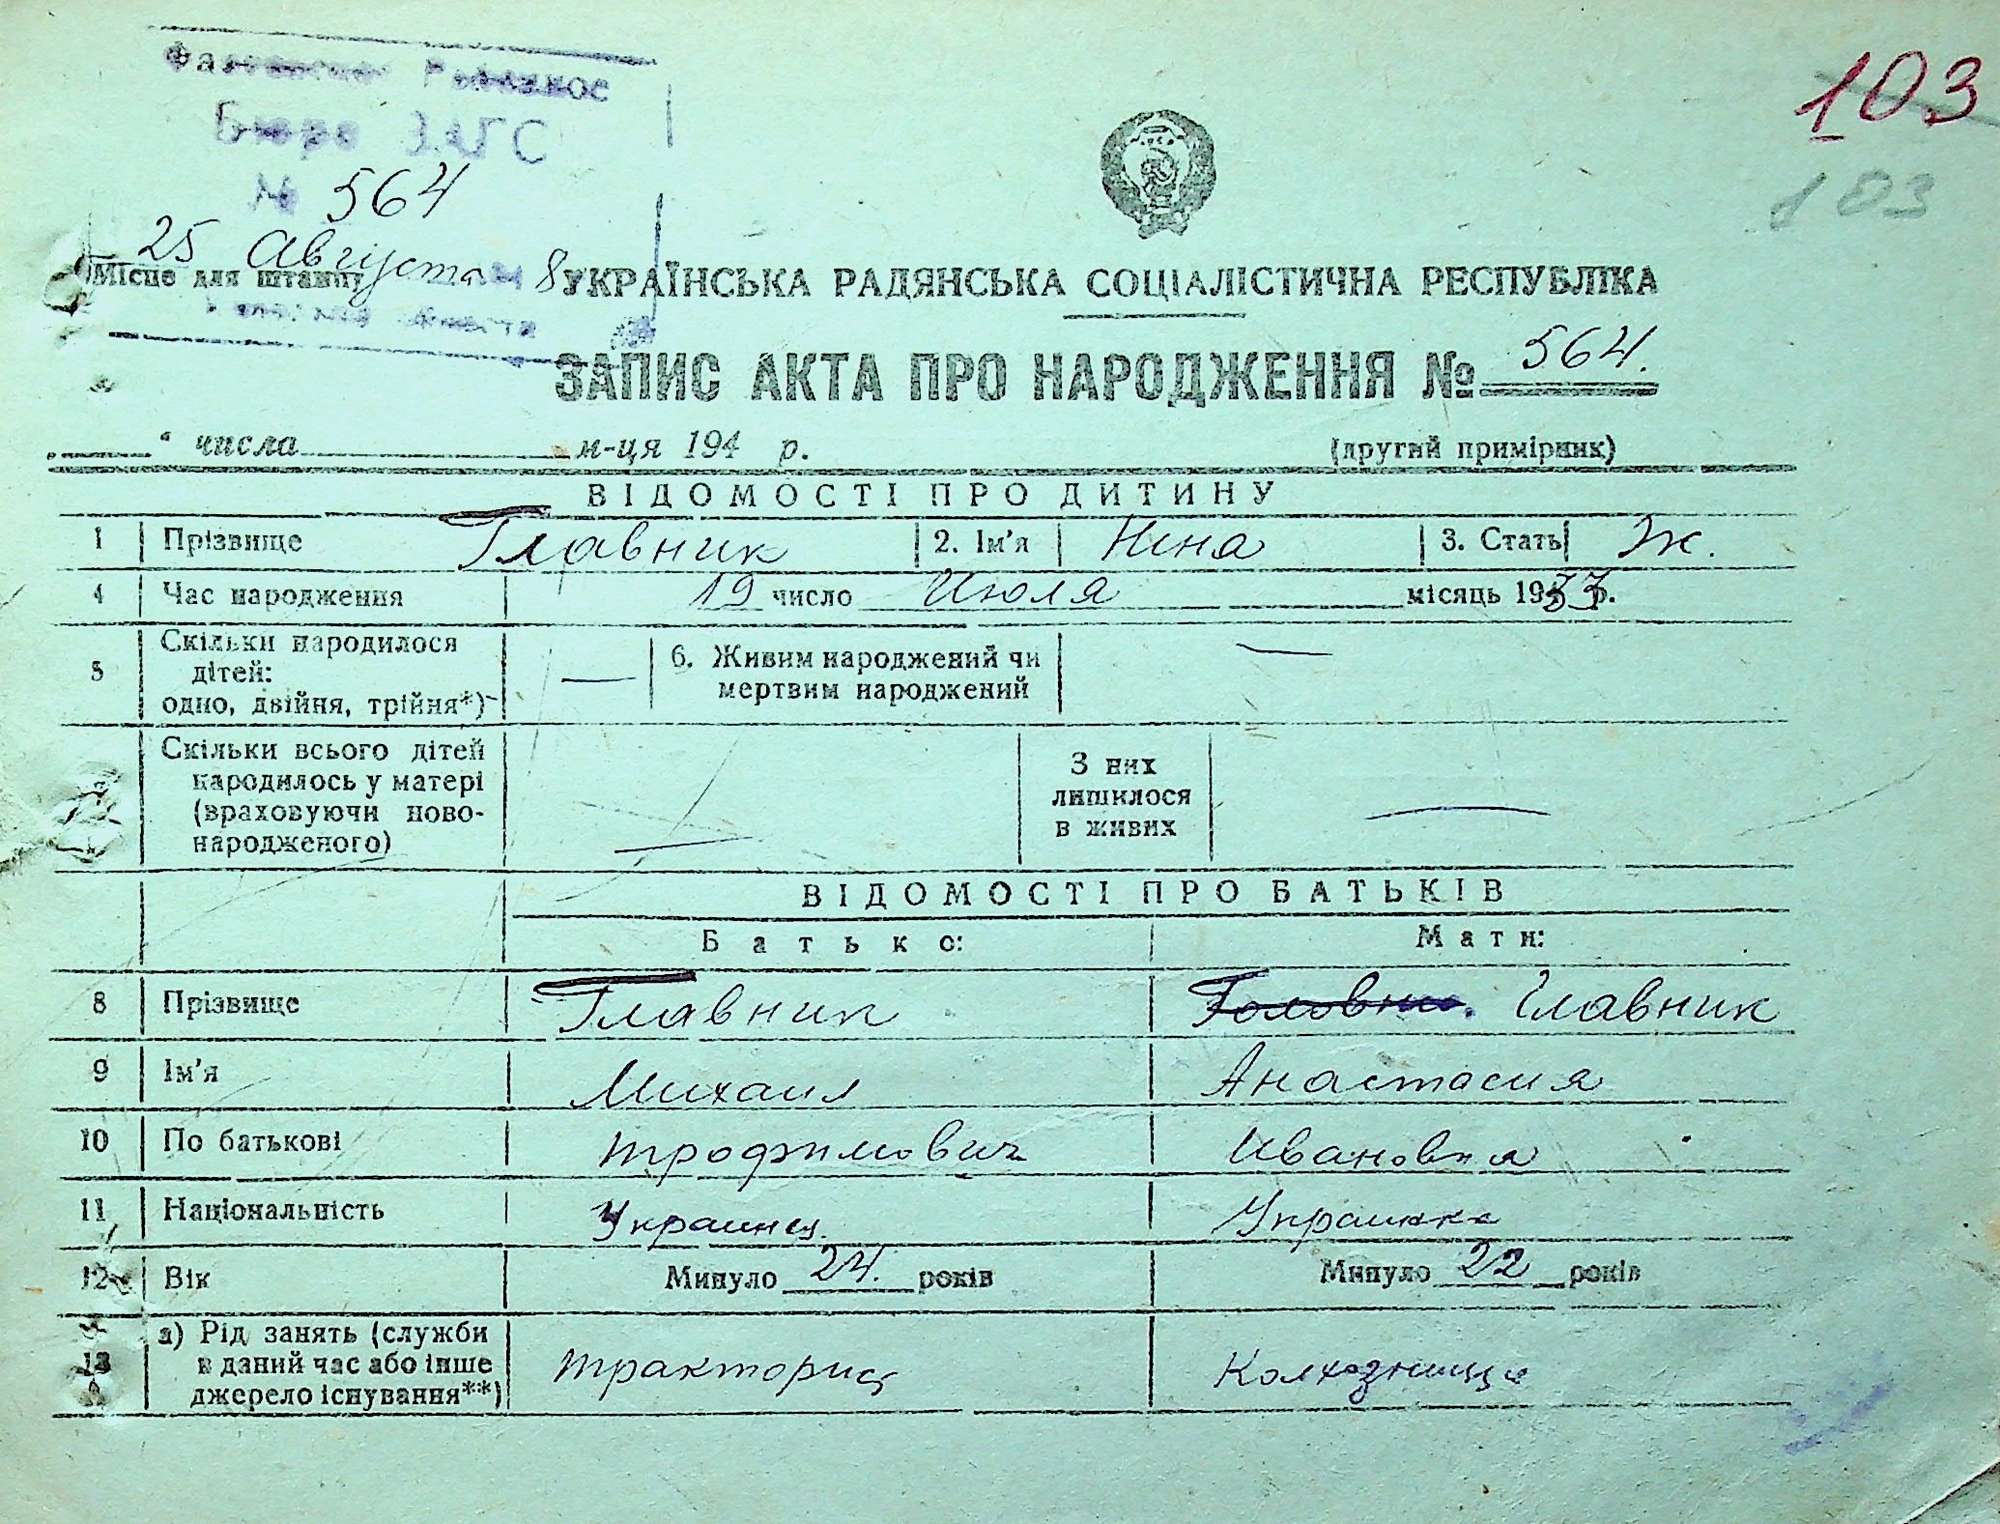 103
103
Бюро ЗАГС
№ 564
25 Августа 8
Місце для штампу
УКРАЇНСЬКА РАДЯНСЬКА СОЦІАЛІСТИЧНА РЕСПУБЛІКА
ЗАПИС АКТА ПРО НАРОДЖЕННЯ № 564.
" числа м-ця 194 р. (другий примірник)
ВІДОМОСТІ ПРО ДИТИНУ
1 Прізвище Главник 2. Ім'я Нина 3. Стать Ж.
4 Час народження 19 число Июля місяць 1937 р.
5 Скільки народилося дітей: одно, двійня, трійня*) — 6. Живим народжений чи мертвим народжений —
Скільки всього дітей народилось у матері (враховуючи новонародженого) — З них лишилося в живих —
ВІДОМОСТІ ПРО БАТЬКІВ
Батько: Мати:
8 Прізвище Главник Главник
9 Ім'я Михаил Анастасия
10 По батькові Трофимович Ивановна
11 Національність Украинец. Украинка
12 Вік Минуло 24. років Минуло 22 років
13 а) Рід занять (служби в даний час або інше джерело існування**) тракторист Колхозница